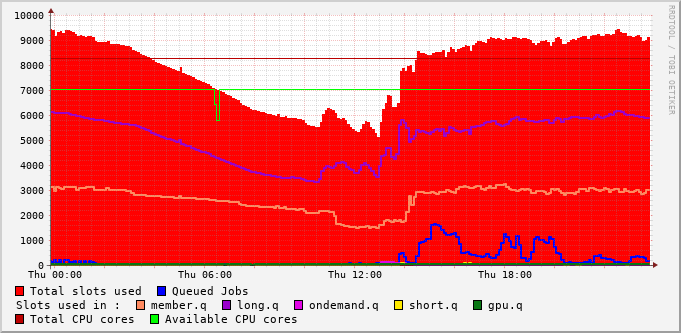 10000
9000
8000
7000
6000
5000
4000
3000
2000
1000
0
Thu 00:00 Thu 06:00 Thu 12:00 Thu 18:00
Total slots used Queued Jobs
Slots used in : member.q long.q ondemand.q short.q gpu.q
Total CPU cores Available CPU cores
RRDTOOL / TOBI OETIKER